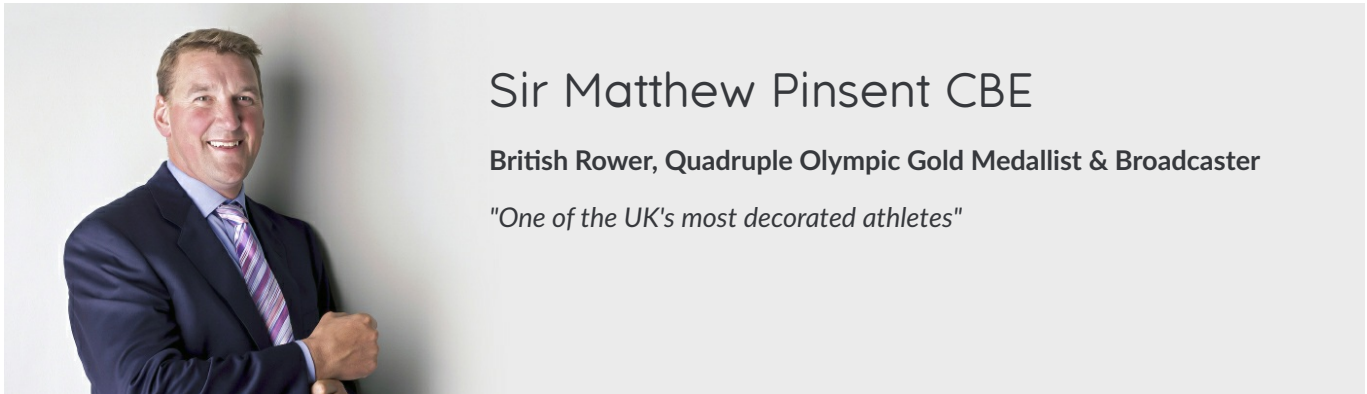 Sir Matthew Pinsent CBE
British Rower, Quadruple Olympic Gold Medallist & Broadcaster
"One of the UK's most decorated athletes"